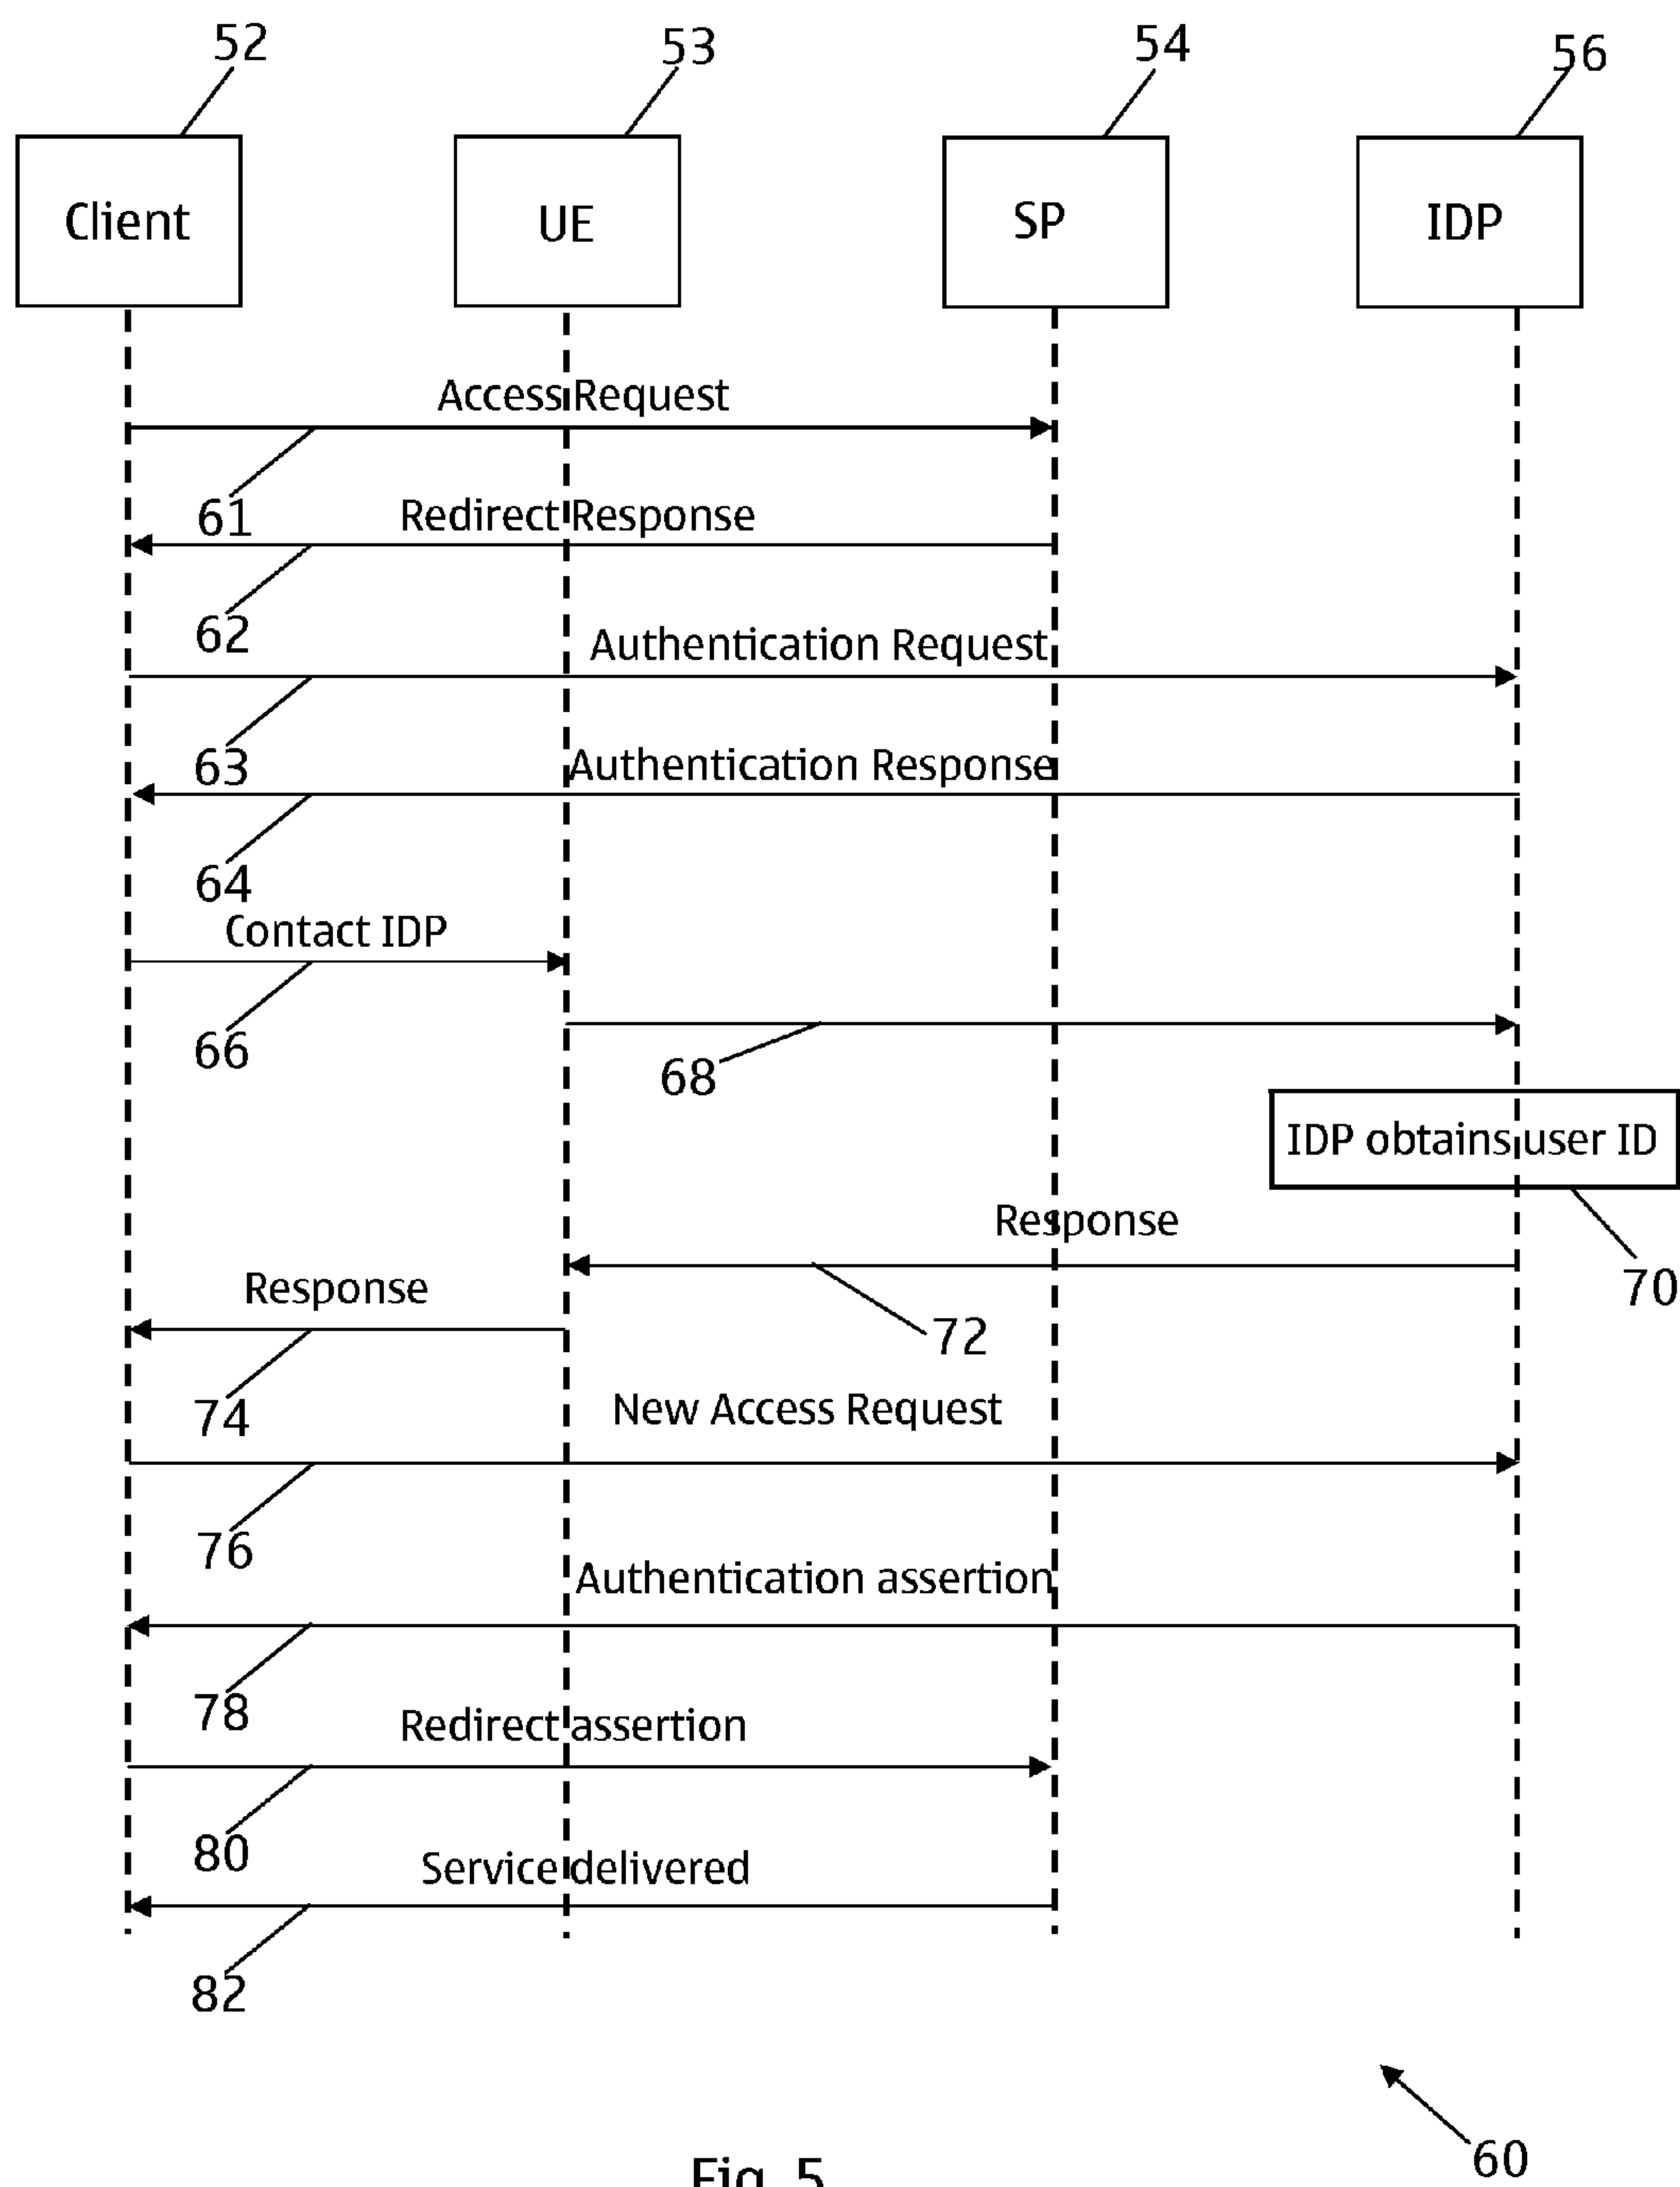 52
53
54
56
Client
UE
SP
IDP
Access Request
61
Redirect Response
62
Authentication Request
63
Authentication Response
64
Contact IDP
66
68
IDP obtains user ID
70
Response
72
Response
74
New Access Request
76
Authentication assertion
78
Redirect assertion
80
Service delivered
82
60
Fig. 5